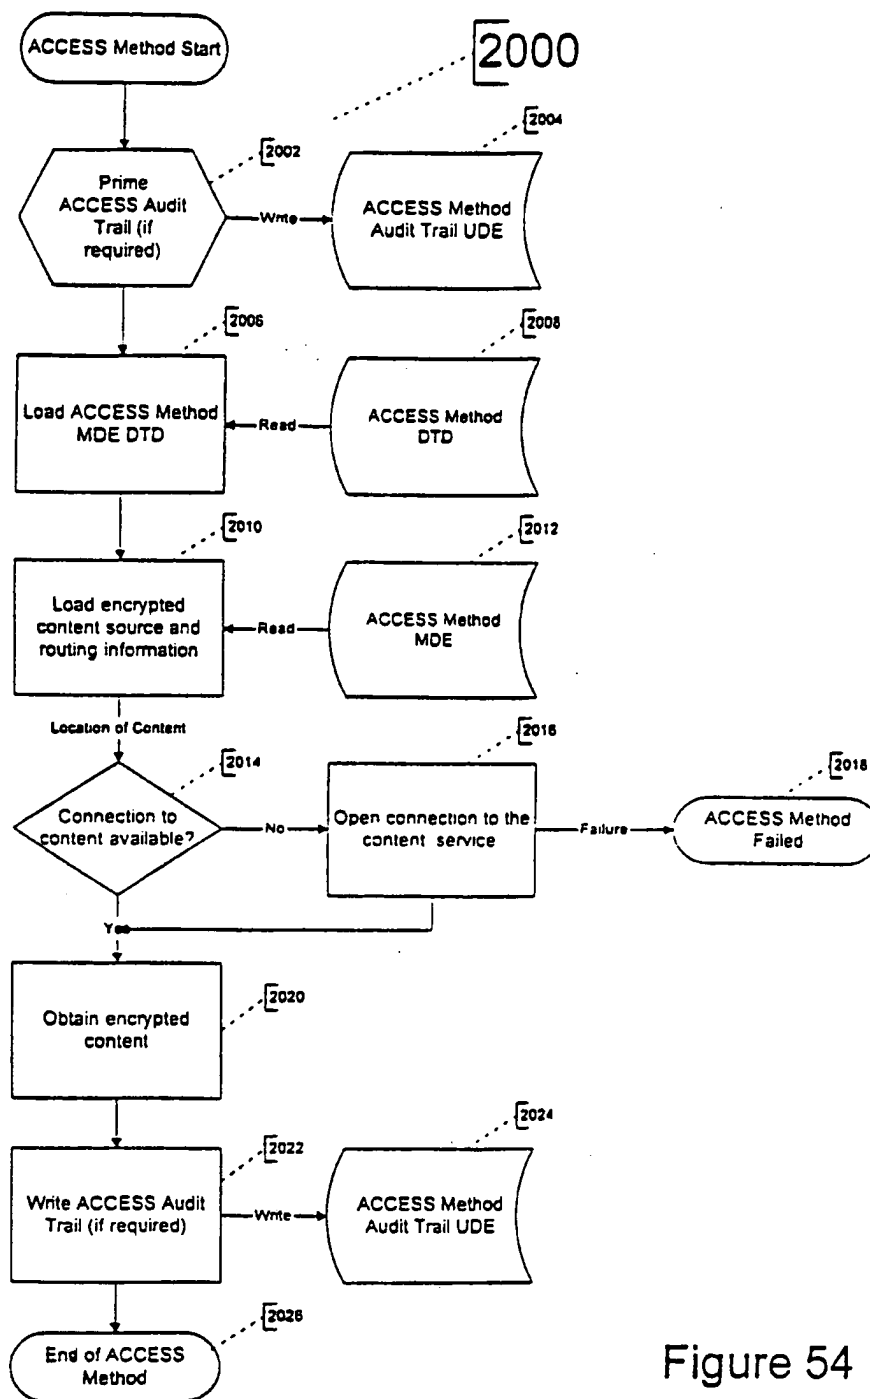 ACCESS Method Start
2000
2002
2004
Prime
ACCESS Audit
Trail (if
required)
Write
ACCESS Method
Audit Trail UDE
2006
2008
Load ACCESS Method
MDE DTD
Read
ACCESS Method
DTD
2010
2012
Load encrypted
content source and
routing information
Read
ACCESS Method
MDE
Location of Content
2014
2016
2018
Connection to
content available?
No
Open connection to the
content service
Failure
ACCESS Method
Failed
Yes
2020
Obtain encrypted
content
2022
2024
Write ACCESS Audit
Trail (if required)
Write
ACCESS Method
Audit Trail UDE
2026
End of ACCESS
Method
Figure 54